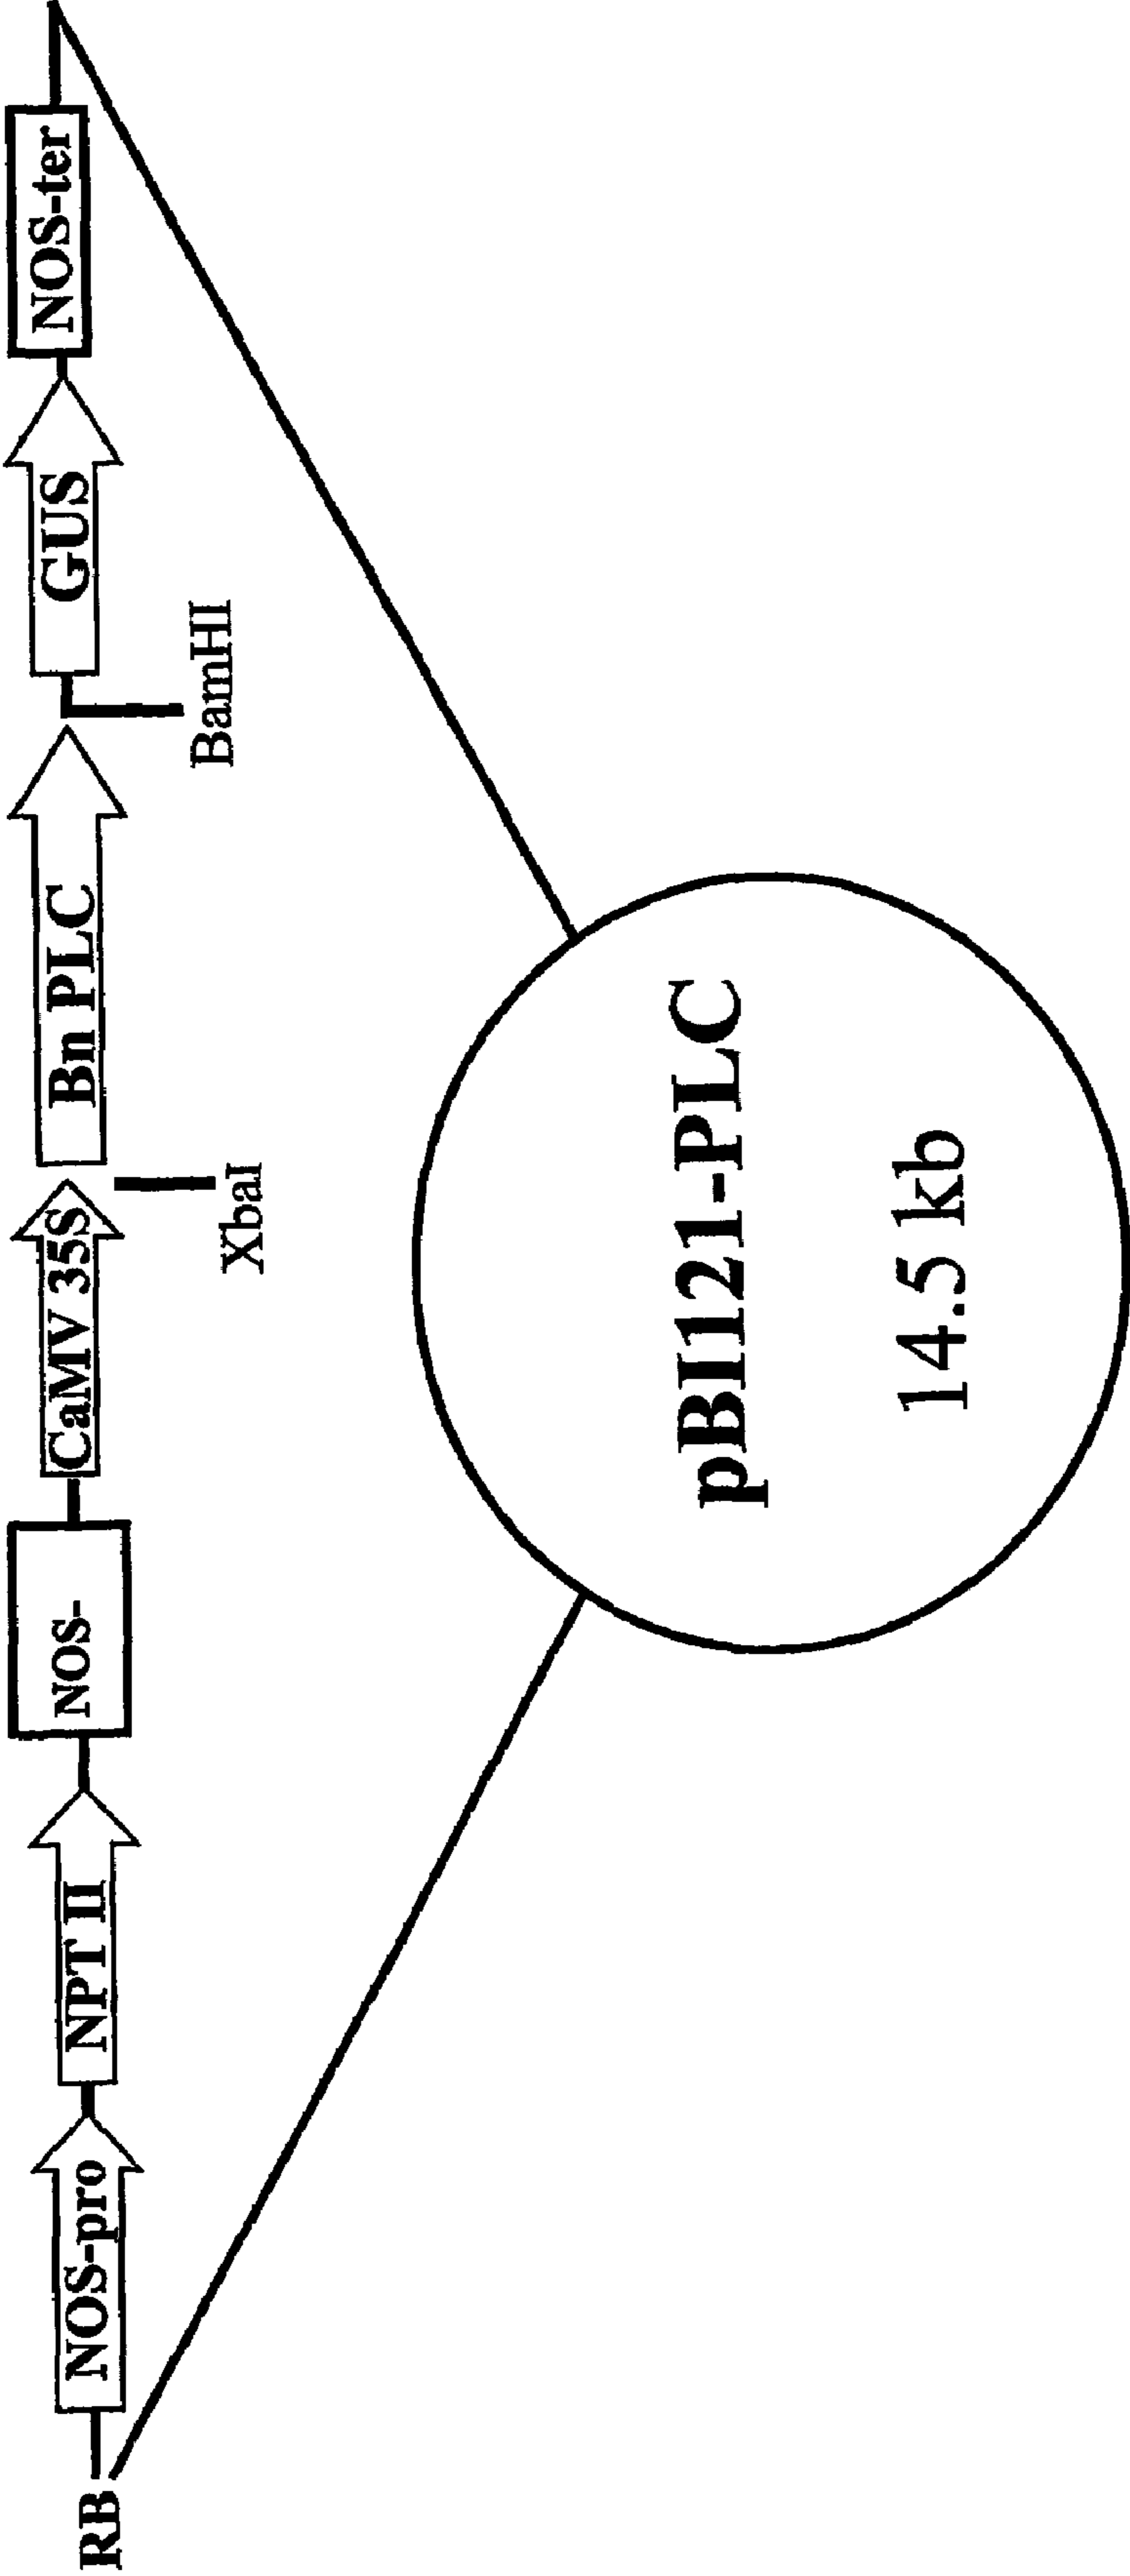 RB
NOS-pro
NPT II
NOS-
CaMV 35S
XbaI
Bn PLC
BamHI
GUS
NOS-ter
pBI121-PLC
14.5 kb